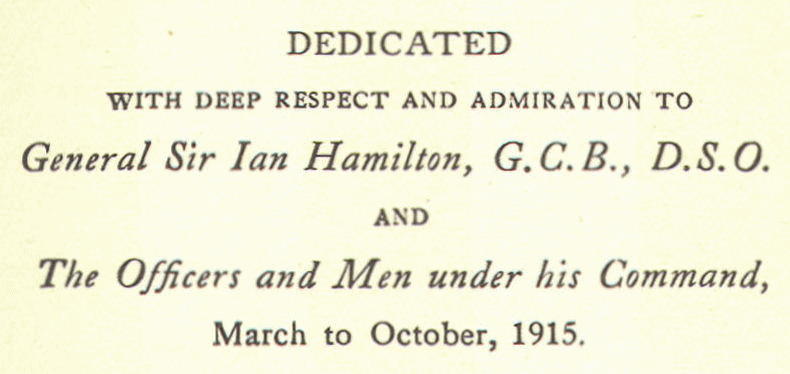 DEDICATED
WITH DEEP RESPECT AND ADMIRATION TO
General Sir Ian Hamilton, G.C.B., D.S.O.
AND
The Officers and Men under his Command,
March to October, 1915.